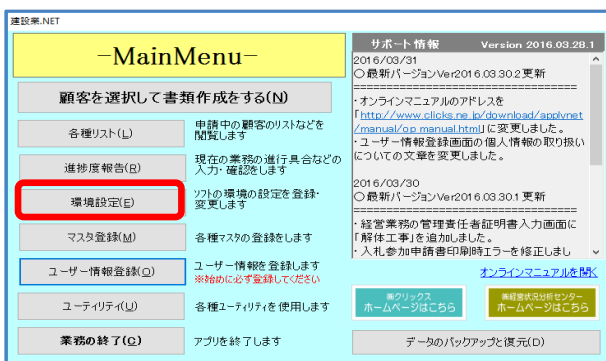 建設業.NET
-MainMenu-
顧客を選択して書類作成をする(N)
各種リスト(L)
申請中の顧客のリストなどを
閲覧します
進捗度報告(R)
現在の業務の進行具合などの
入力・確認をします
環境設定(E)
ソフトの環境の設定を登録・
変更します
マスタ登録(M)
各種マスタの登録をします
ユーザー情報登録(O)
ユーザー情報を登録します
※始めに必ず登録してください
ユーティリティ(U)
各種ユーティリティを使用します
業務の終了(C)
アプリを終了します
サポート情報 Version 2016.03.28.1
2016/03/31
○最新バージョンVer2016.03.30.2更新
====================================
・オンラインマニュアルのアドレスを
「http://www.clicks.ne.jp/download/applvnet
/manual/op_manual.html」に変更しました。
・ユーザー情報登録画面の個人情報の取り扱い
についての文章を変更しました。
2016/03/30
○最新バージョンVer2016.03.30.1更新
====================================
・経営業務の管理責任者証明書入力画面に
「解体工事」を追加しました。
・入札参加申請書印刷時エラーを修正しまし
オンラインマニュアルを開く
㈱クリックス
ホームページはこちら
㈱経営状況分析センター
ホームページはこちら
データのバックアップと復元(D)